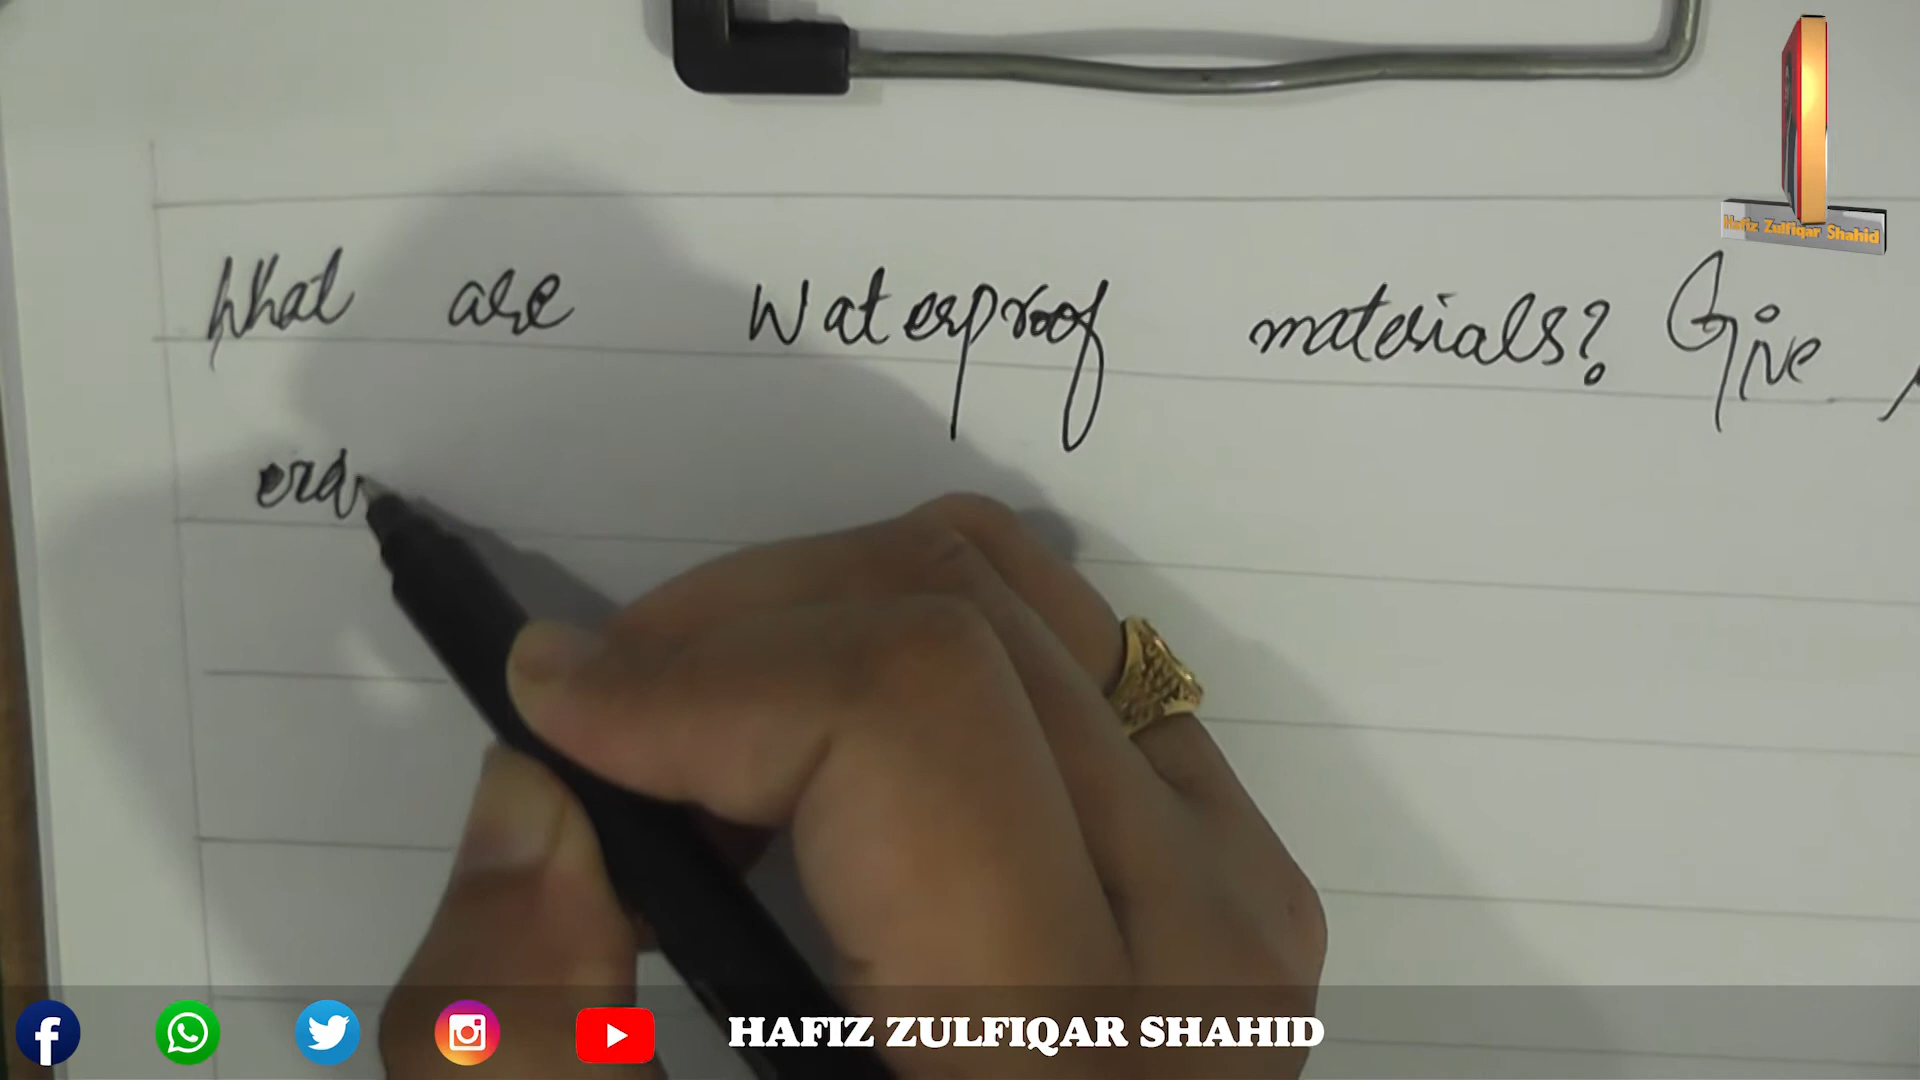 Hafiz Zulfiqar Shahid
What are Waterproof materials? Give
exa
HAFIZ ZULFIQAR SHAHID